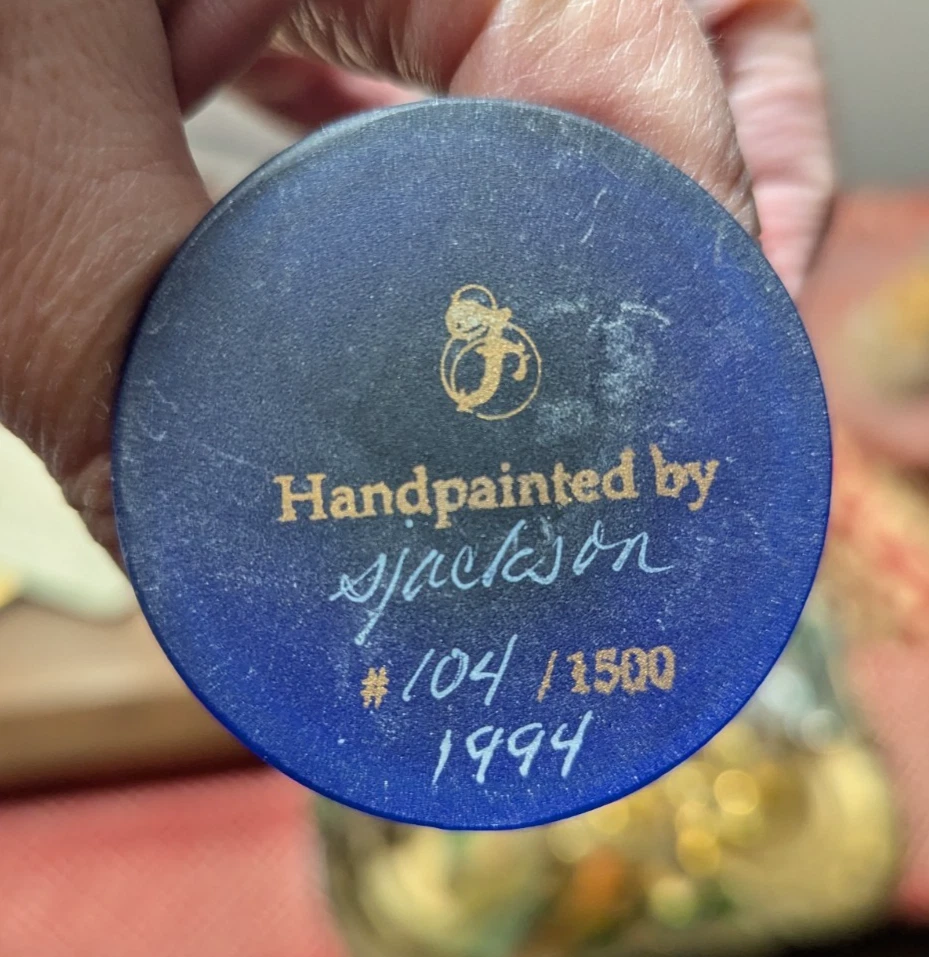 Handpainted by
sjackson
# 104 / 1500
1994